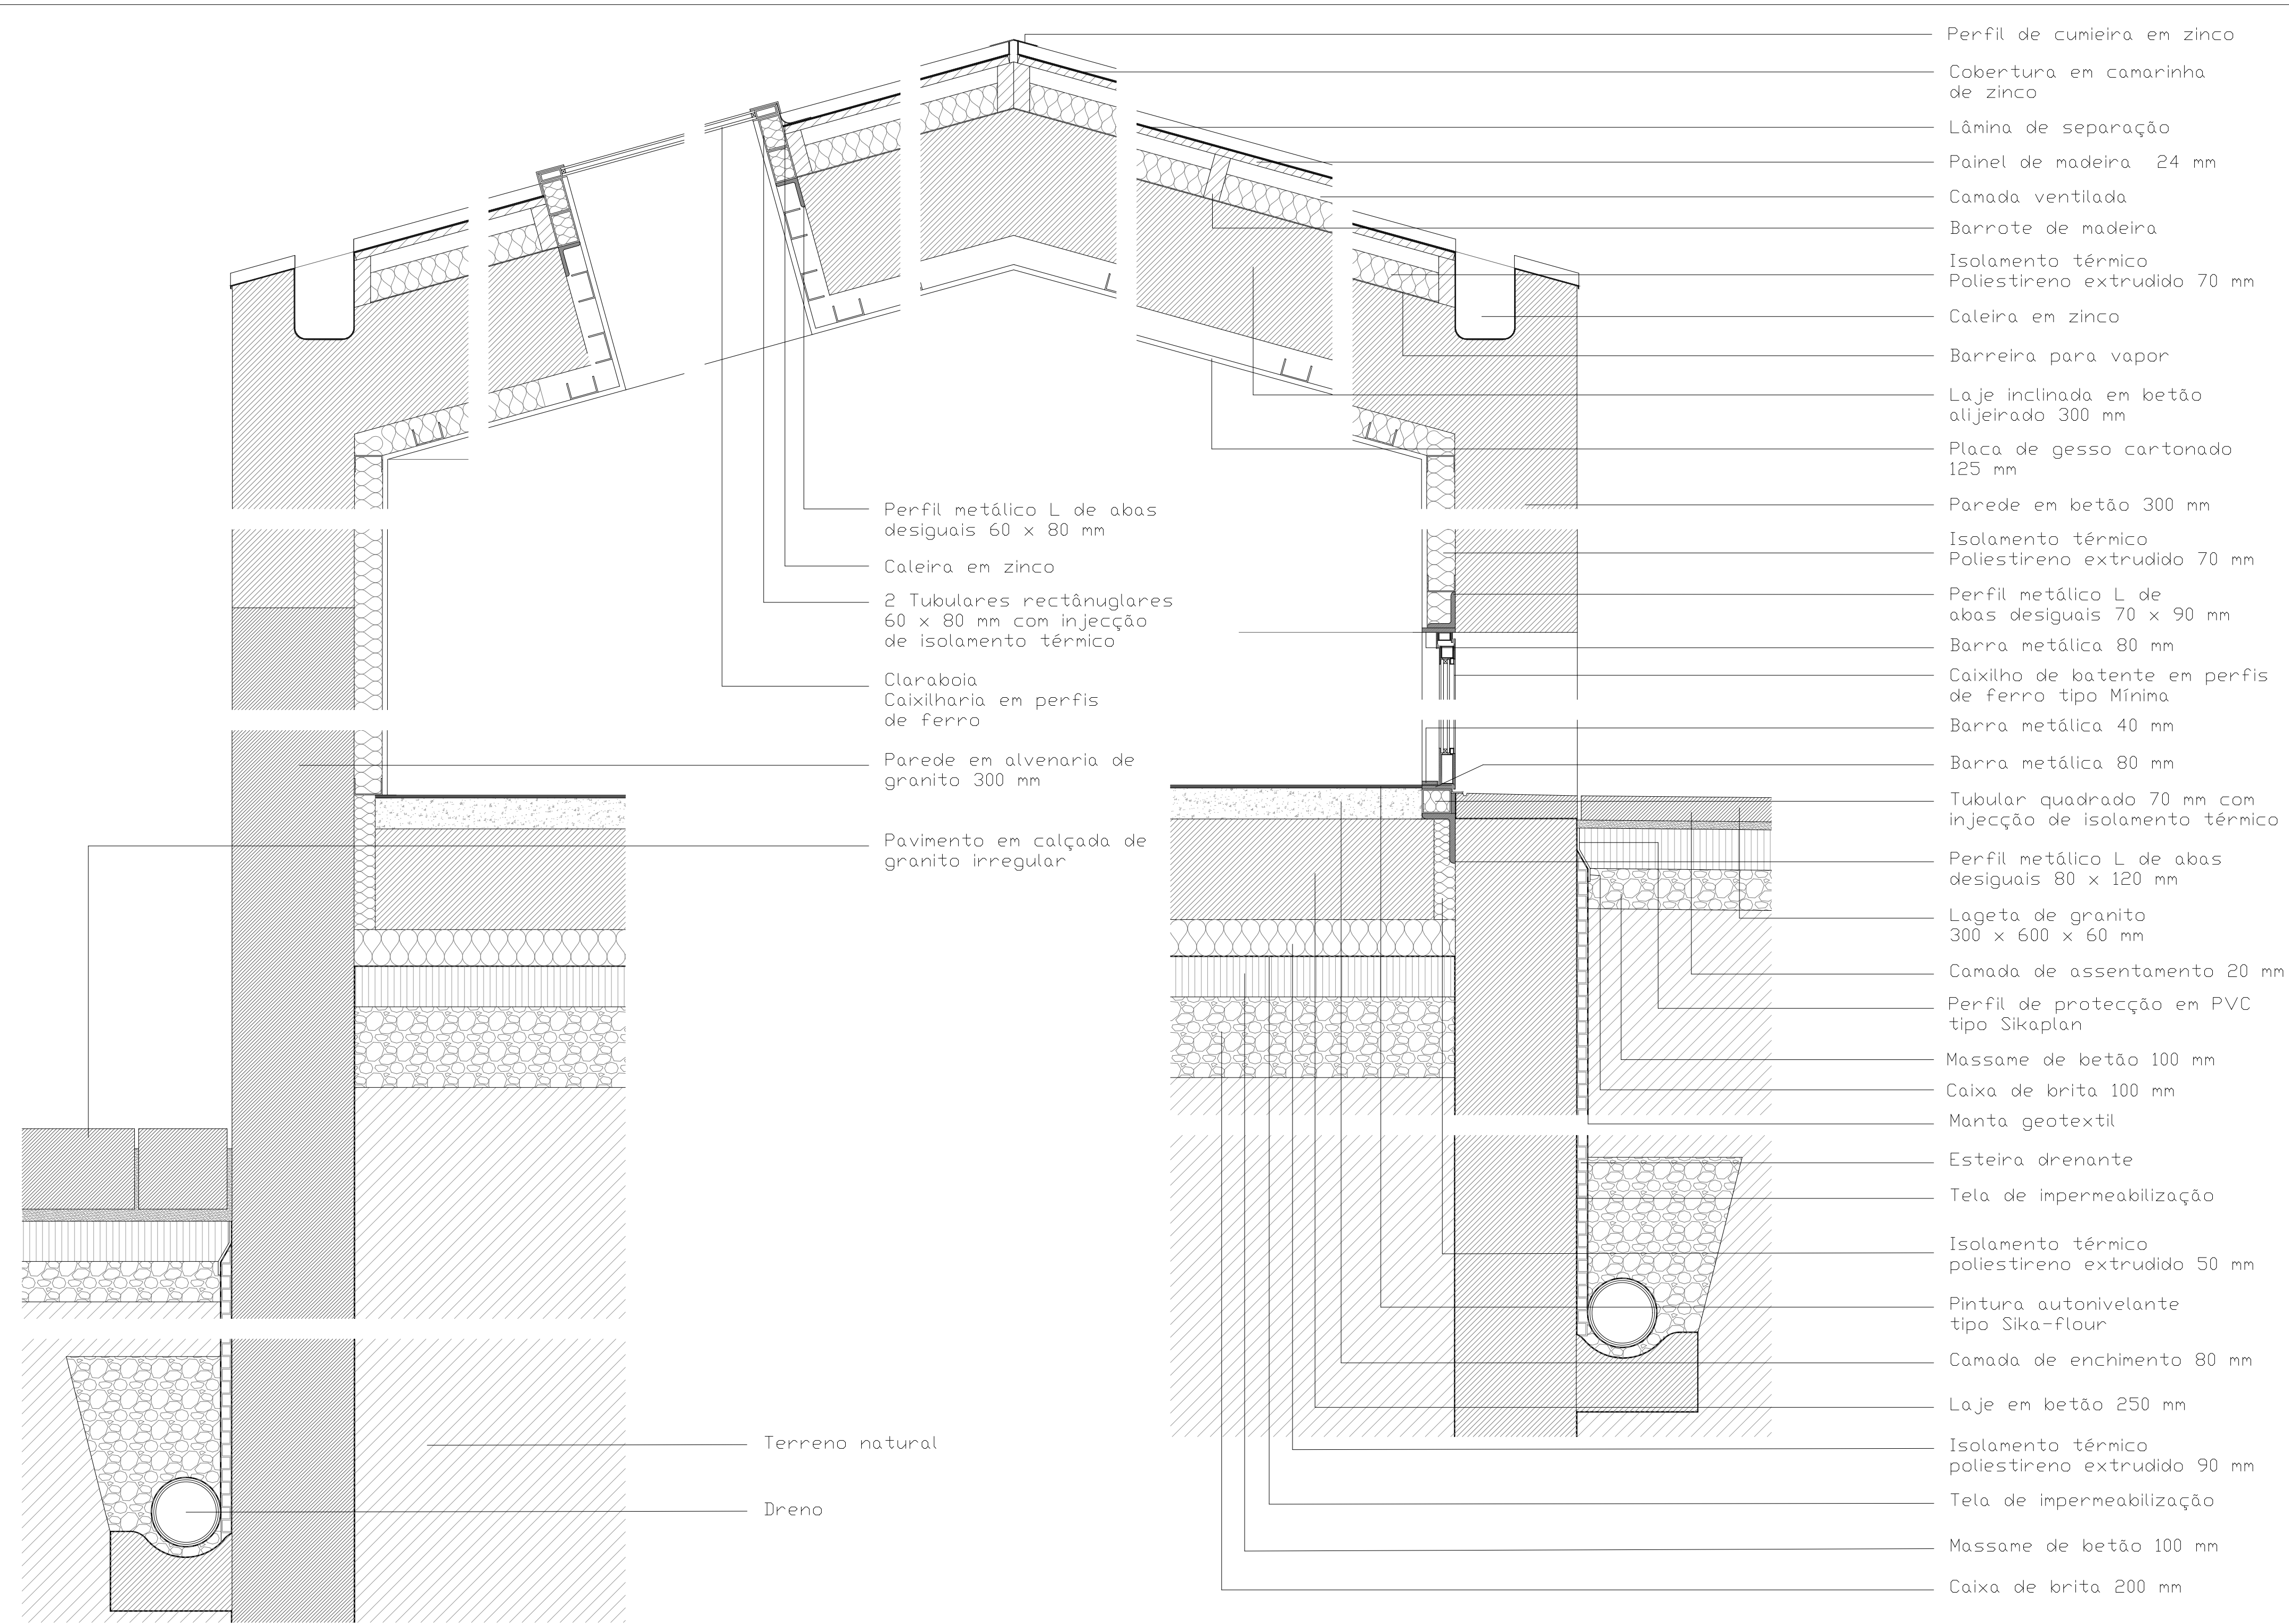 Perfil de cumieira em zinco
Cobertura em camarinha
de zinco
Lâmina de separação
Painel de madeira 24 mm
Camada ventilada
Barrote de madeira
Isolamento térmico
Poliestireno extrudido 70 mm
Caleira em zinco
Barreira para vapor
Laje inclinada em betão
alijeirado 300 mm
Placa de gesso cartonado
125 mm
Parede em betão 300 mm
Isolamento térmico
Poliestireno extrudido 70 mm
Perfil metálico L de
abas desiguais 70 x 90 mm
Barra metálica 80 mm
Caixilho de batente em perfis
de ferro tipo Mínima
Barra metálica 40 mm
Barra metálica 80 mm
Tubular quadrado 70 mm com
injecção de isolamento térmico
Perfil metálico L de abas
desiguais 80 x 120 mm
Lageta de granito
300 x 600 x 60 mm
Camada de assentamento 20 mm
Perfil de protecção em PVC
tipo Sikaplan
Massame de betão 100 mm
Caixa de brita 100 mm
Manta geotextil
Esteira drenante
Tela de impermeabilização
Isolamento térmico
poliestireno extrudido 50 mm
Pintura autonivelante
tipo Sika-flour
Camada de enchimento 80 mm
Laje em betão 250 mm
Isolamento térmico
poliestireno extrudido 90 mm
Tela de impermeabilização
Massame de betão 100 mm
Caixa de brita 200 mm
Perfil metálico L de abas
desiguais 60 x 80 mm
Caleira em zinco
2 Tubulares rectânuglares
60 x 80 mm com injecção
de isolamento térmico
Claraboia
Caixilharia em perfis
de ferro
Parede em alvenaria de
granito 300 mm
Pavimento em calçada de
granito irregular
Terreno natural
Dreno